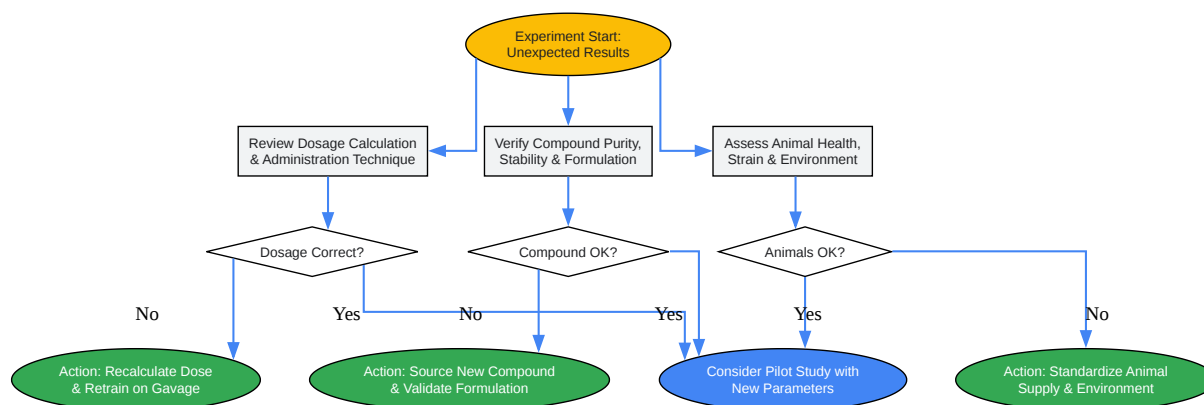 Experiment Start:
Unexpected Results
Review Dosage Calculation
& Administration Technique
Verify Compound Purity,
Stability & Formulation
Assess Animal Health,
Strain & Environment
Dosage Correct?
Compound OK?
Animals OK?
No
Yes
No
Yes
Yes
No
Action: Recalculate Dose
& Retrain on Gavage
Action: Source New Compound
& Validate Formulation
Consider Pilot Study with
New Parameters
Action: Standardize Animal
Supply & Environment